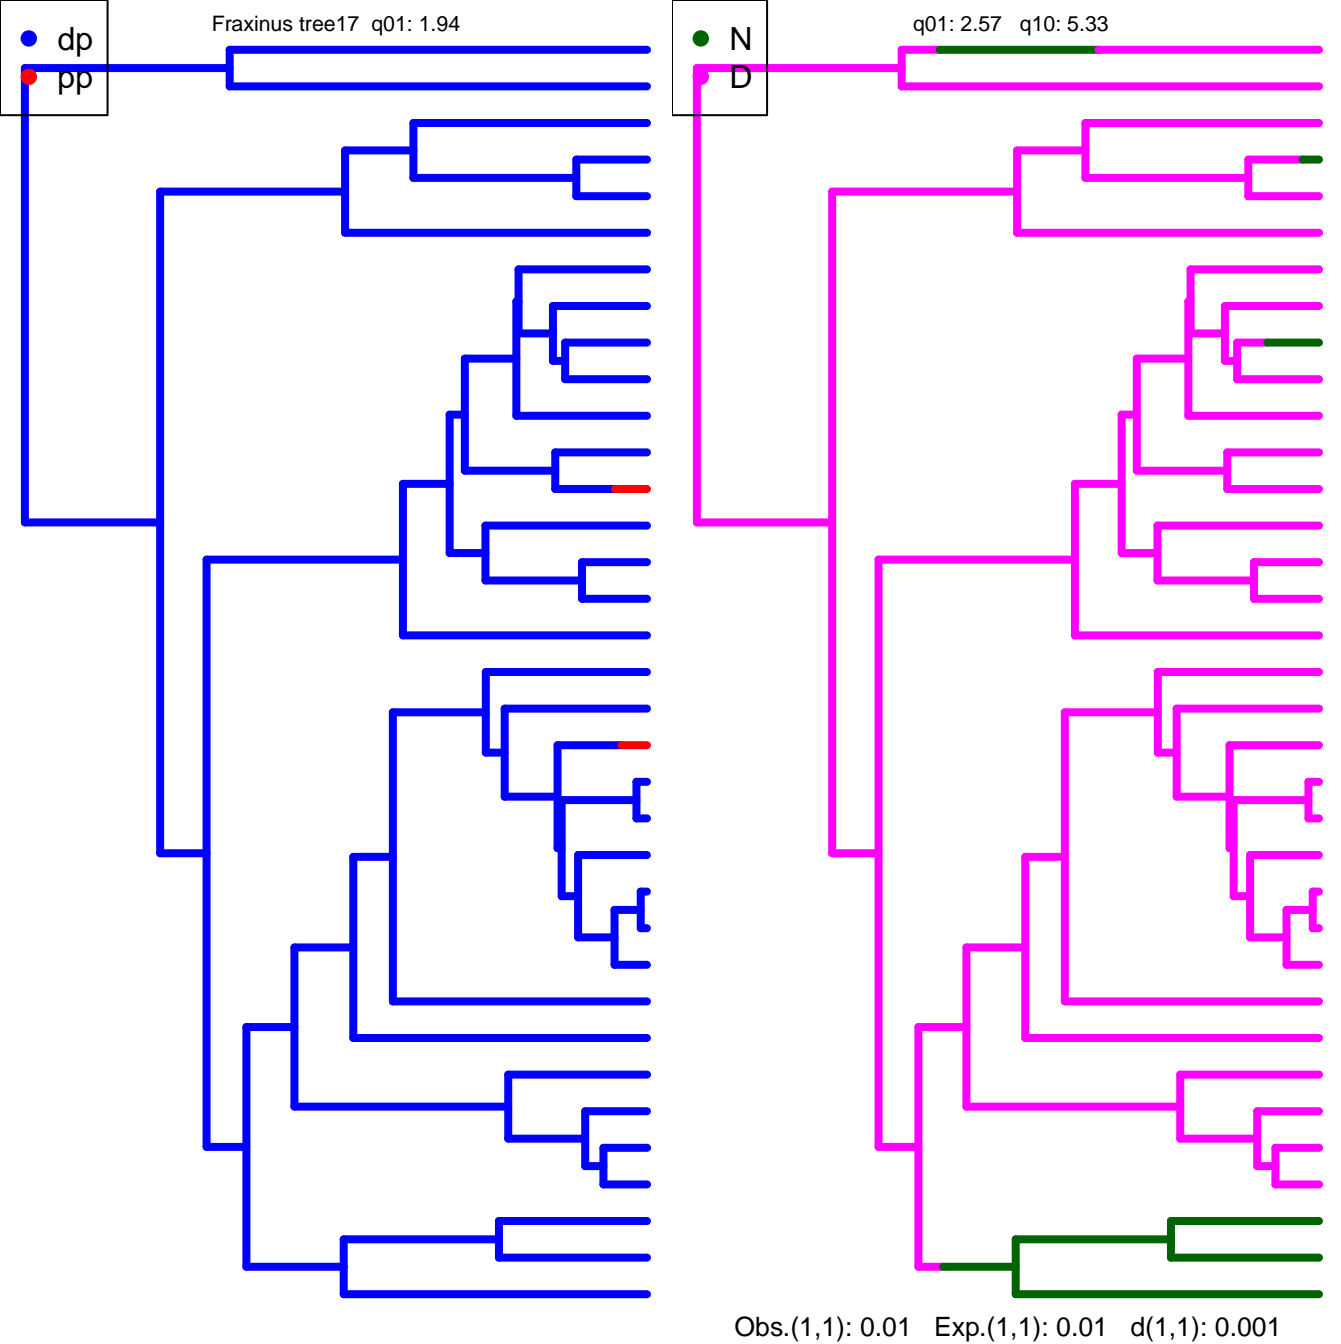 Fraxinus tree17 q01: 1.94
dp
pp
q01: 2.57 q10: 5.33
N
D
Obs.(1,1): 0.01 Exp.(1,1): 0.01 d(1,1): 0.001